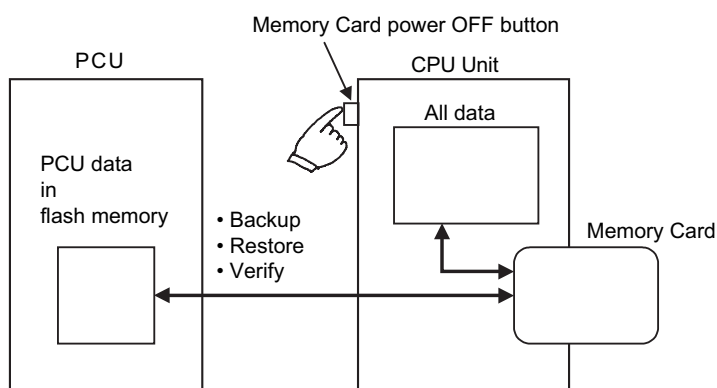 Memory Card power OFF button
PCU
CPU Unit
All data
PCU data
in
flash memory
• Backup
• Restore
• Verify
Memory Card